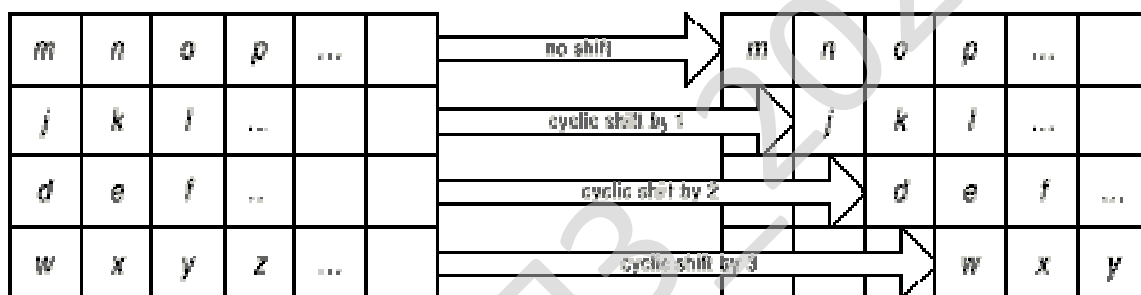 m n o p ... no shift m n o p ...
j k l ... cyclic shift by 1 j k l ...
d e f ... cyclic shift by 2 d e f ...
w x y z ... cyclic shift by 3 w x y